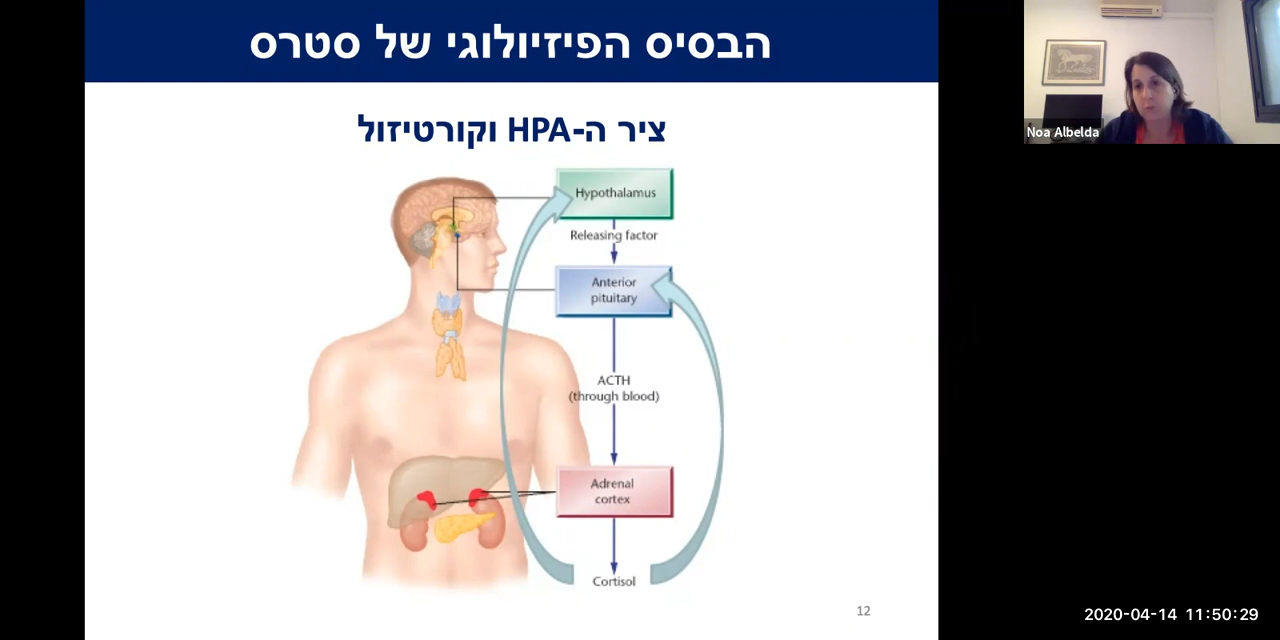 הבסיס הפיזיולוגי של סטרס
ציר ה-HPA וקורטיזול
Hypothalamus
Releasing factor
Anterior
pituitary
ACTH
(through blood)
Adrenal
cortex
Cortisol
12
Noa Albelda
2020-04-14 11:50:29